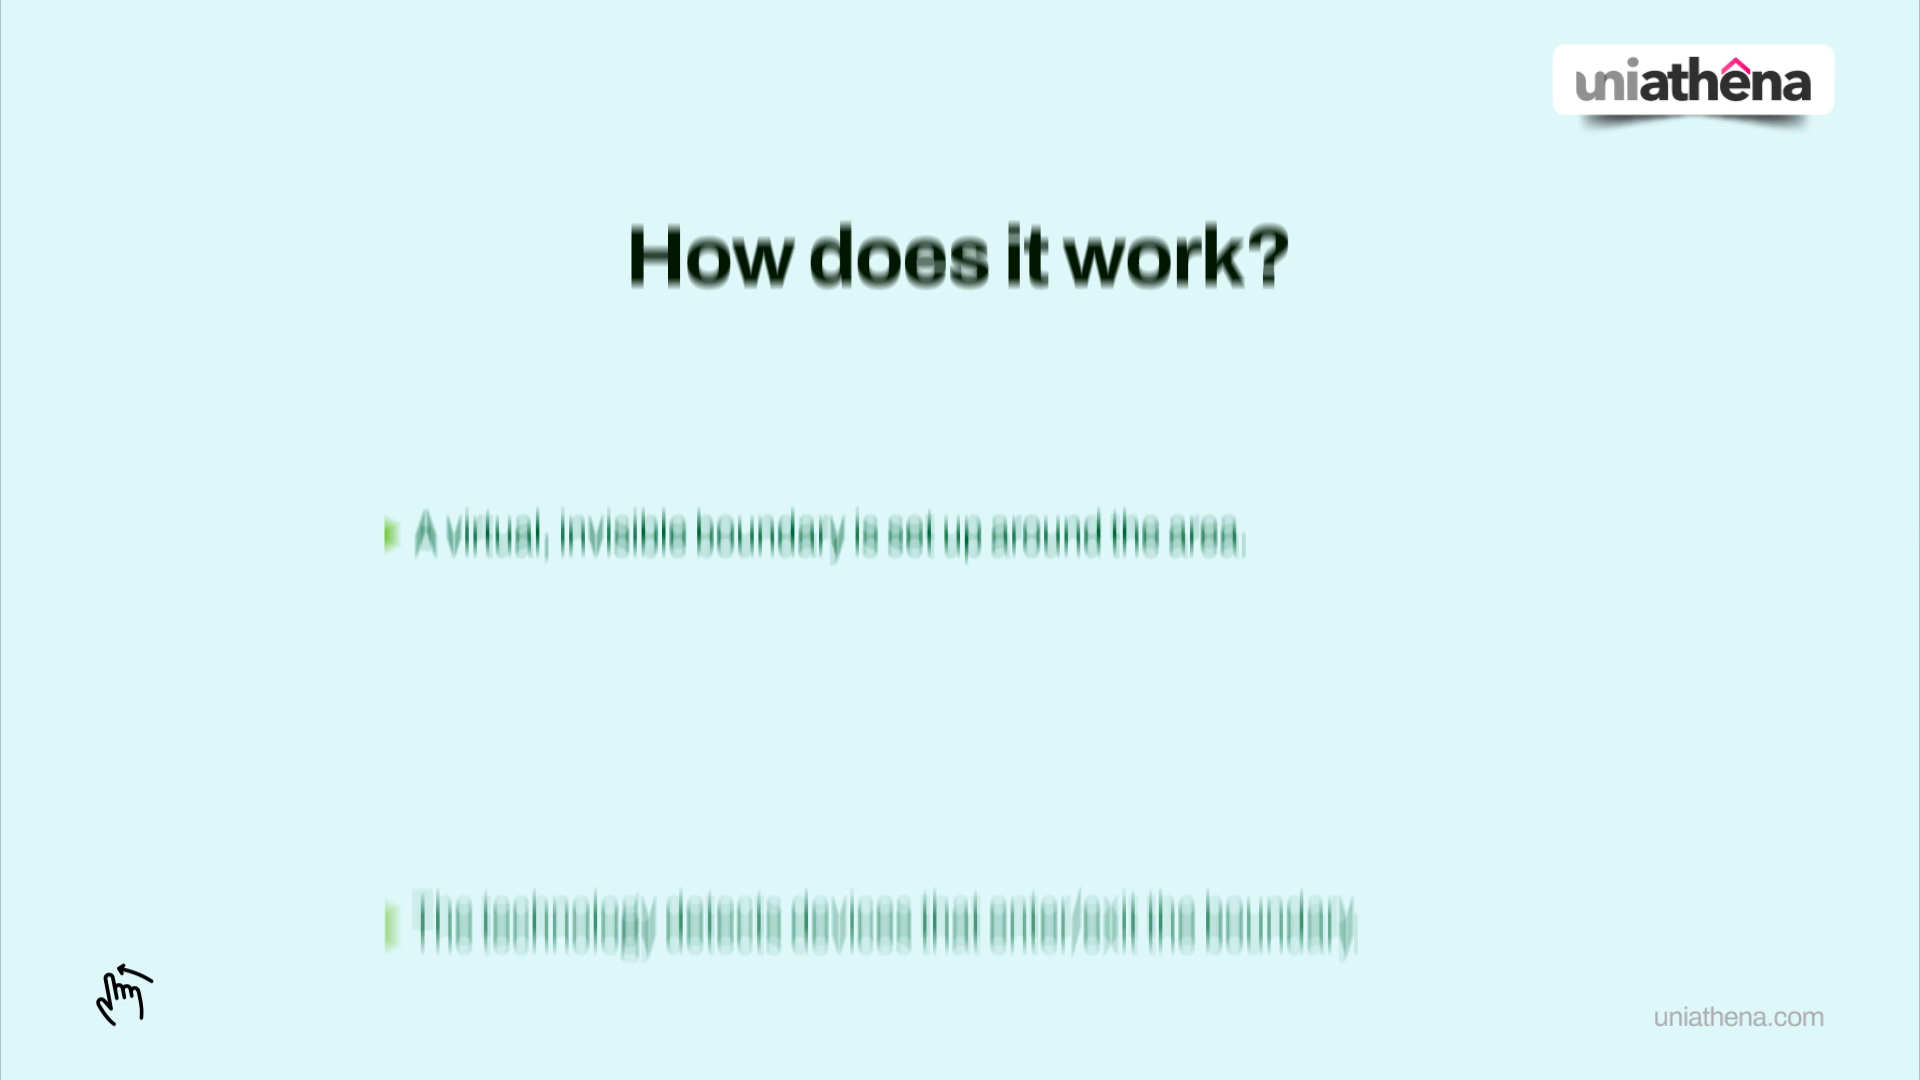 uniathena
How does it work?
A virtual, invisible boundary is set up around the area.
The technology detects devices that enter/exit the boundary.
uniathena.com